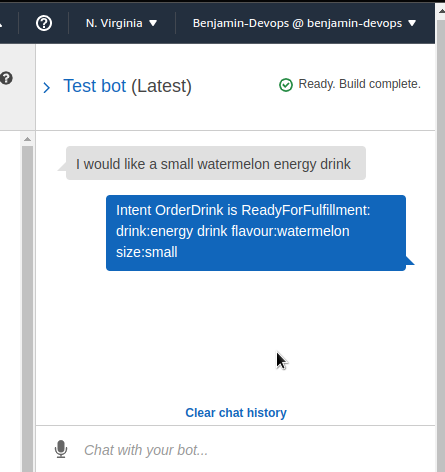 N. Virginia
Benjamin-Devops @ benjamin-devops
Test bot (Latest)
Ready. Build complete.
I would like a small watermelon energy drink
Intent OrderDrink is ReadyForFulfillment:
drink:energy drink flavour:watermelon
size:small
Clear chat history
Chat with your bot...